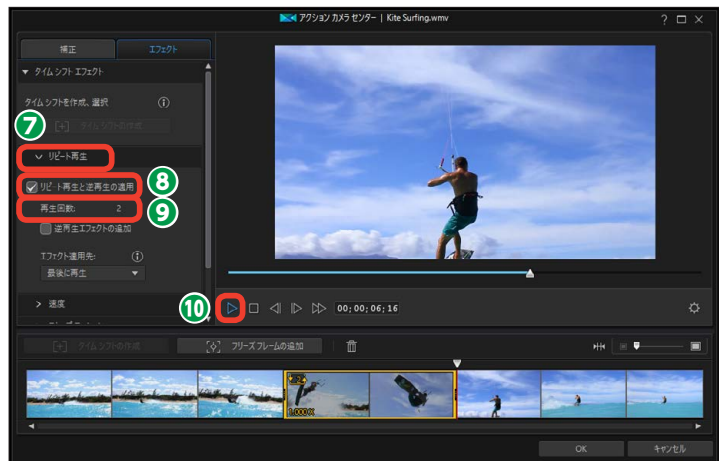 アクション カメラ センター | Kite Surfing.wmv
補正
エフェクト
タイム シフト エフェクト
タイム シフトを作成、選択
⑦
[+] タイム シフトの作成
リピート再生
リピート再生と逆再生の適用
⑧
再生回数: 2
⑨
逆再生エフェクトの追加
エフェクト適用先:
最後に再生
速度
⑩
00;00;06;16
[+] タイム シフトの作成
フリーズ フレームの追加
2
1.000X
OK
キャンセル